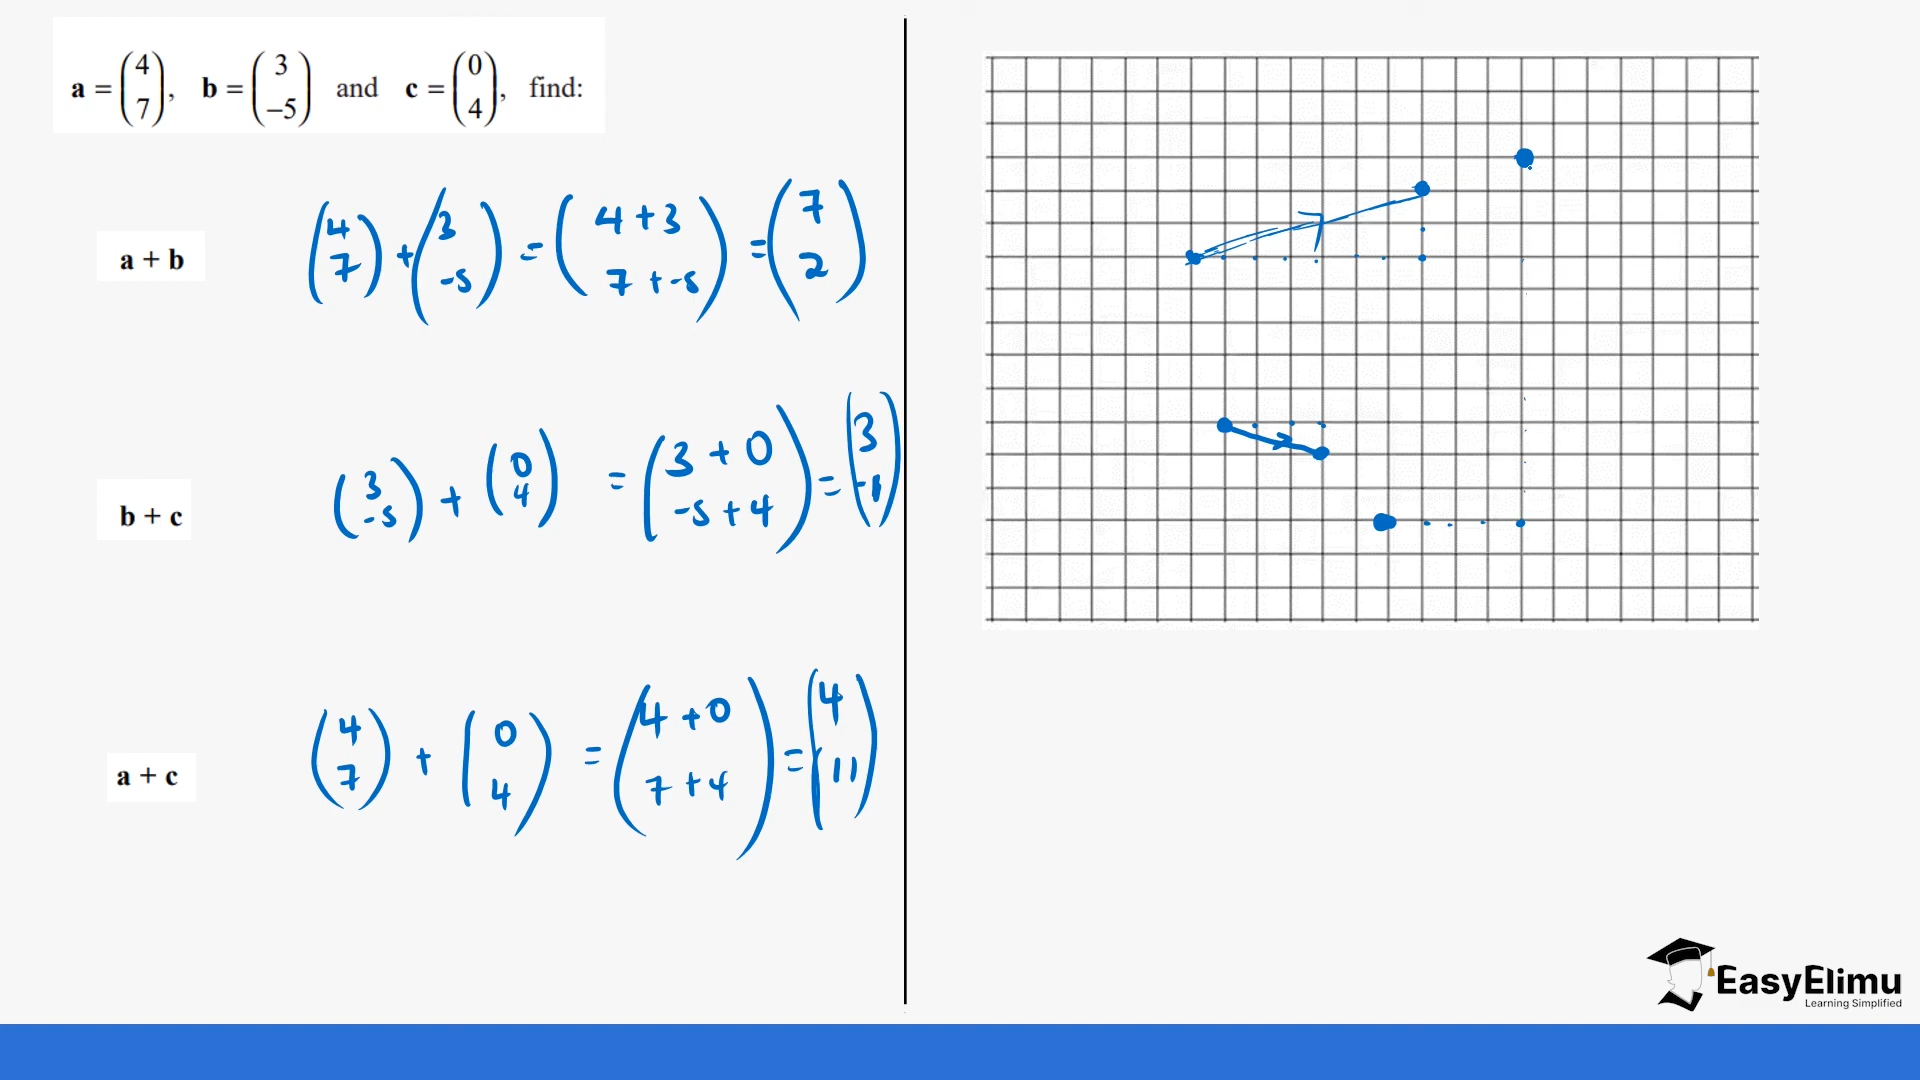 a = (4 7), b = (3 −5) and c = (0 4), find:
a + b
(4 7) + (3 -5) = (4+3 7+-5) = (7 2)
b + c
(3 -5) + (0 4) = (3+0 -5+4) = (3 -1)
a + c
(4 7) + (0 4) = (4+0 7+4) = (4 11)
EasyElimu
Learning Simplified